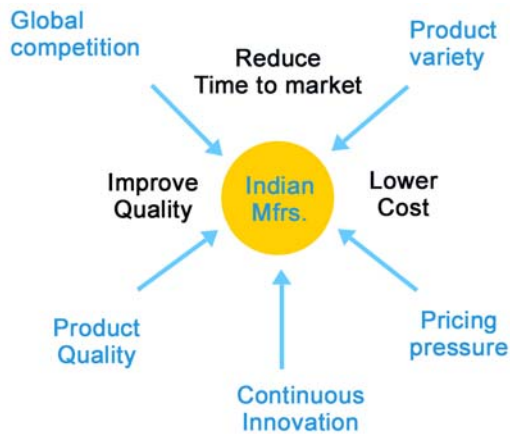 Global
competition
Product
variety
Reduce
Time to market
Improve
Quality
Indian
Mfrs.
Lower
Cost
Product
Quality
Pricing
pressure
Continuous
Innovation